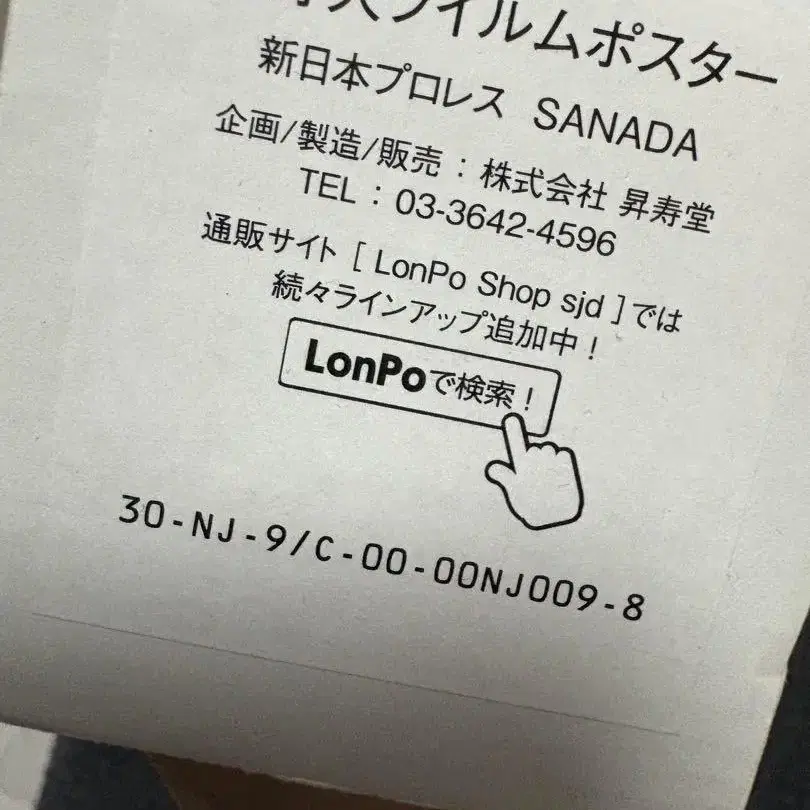 フィルムポスター
新日本プロレス SANADA
企画/製造/販売：株式会社 昇寿堂
TEL：03-3642-4596
通販サイト［LonPo Shop sjd］では
続々ラインアップ追加中！
LonPoで検索！
30-NJ-9/C-00-00NJ009-8